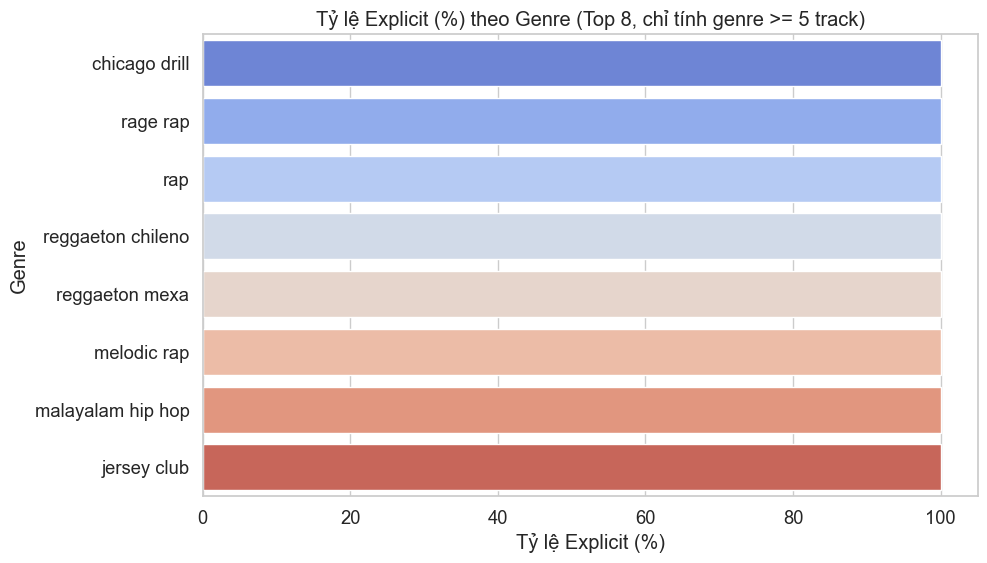 Tỷ lệ Explicit (%) theo Genre (Top 8, chỉ tính genre >= 5 track)
Genre
chicago drill
rage rap
rap
reggaeton chileno
reggaeton mexa
melodic rap
malayalam hip hop
jersey club
0 20 40 60 80 100
Tỷ lệ Explicit (%)